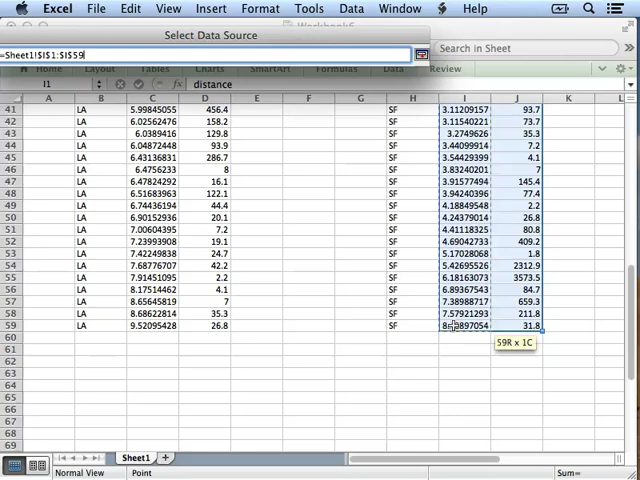 Excel File Edit View Insert Format Tools Data Window Help
Workbook6
Select Data Source
=Sheet1!$I$1:$I$59
Search in Sheet
Home Layout Tables Charts SmartArt Formulas Data Review
I1 fx distance
A B C D E F G H I J K L
41 LA 5.99845055 456.4 SF 3.11209157 93.7
42 LA 6.02562476 158.2 SF 3.11540221 73.7
43 LA 6.0389416 129.8 SF 3.2749626 35.3
44 LA 6.04872448 93.9 SF 3.44099914 7.2
45 LA 6.43136831 286.7 SF 3.54429399 4.1
46 LA 6.4756233 8 SF 3.83240201 7
47 LA 6.47824292 16.1 SF 3.91577494 145.4
48 LA 6.51683963 122.1 SF 3.94240396 77.4
49 LA 6.74436194 44.4 SF 4.18849548 2.2
50 LA 6.90152936 20.1 SF 4.24379014 26.8
51 LA 7.00604395 7.2 SF 4.41118325 80.8
52 LA 7.23993908 19.1 SF 4.69042733 409.2
53 LA 7.42249838 24.7 SF 5.17028068 1.8
54 LA 7.68776707 42.2 SF 5.42695526 2312.9
55 LA 7.91451095 2.2 SF 6.18163073 3573.5
56 LA 8.17514462 4.1 SF 6.89367543 84.7
57 LA 8.65645819 7 SF 7.38988717 659.3
58 LA 8.68622814 35.3 SF 7.57921293 211.8
59 LA 9.52095428 26.8 SF 31.8
60
61 59R x 1C
62
63
64
65
66
67
68
69
Sheet1
Normal View Point Sum=